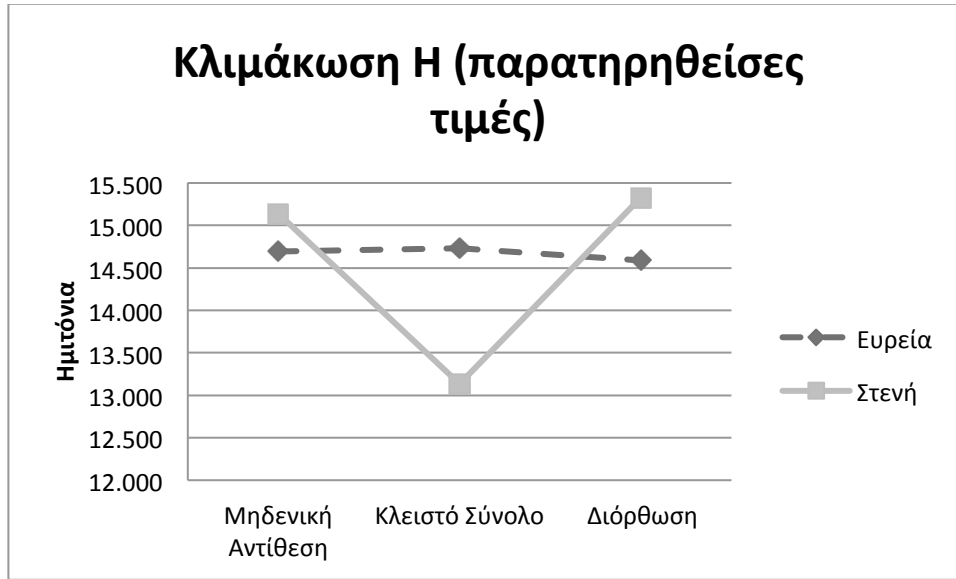 Κλιμάκωση Η (παρατηρηθείσες
τιμές)
Ημιτόνια
15.500
15.000
14.500
14.000
13.500
13.000
12.500
12.000
Μηδενική
Αντίθεση
Κλειστό Σύνολο
Διόρθωση
Ευρεία
Στενή